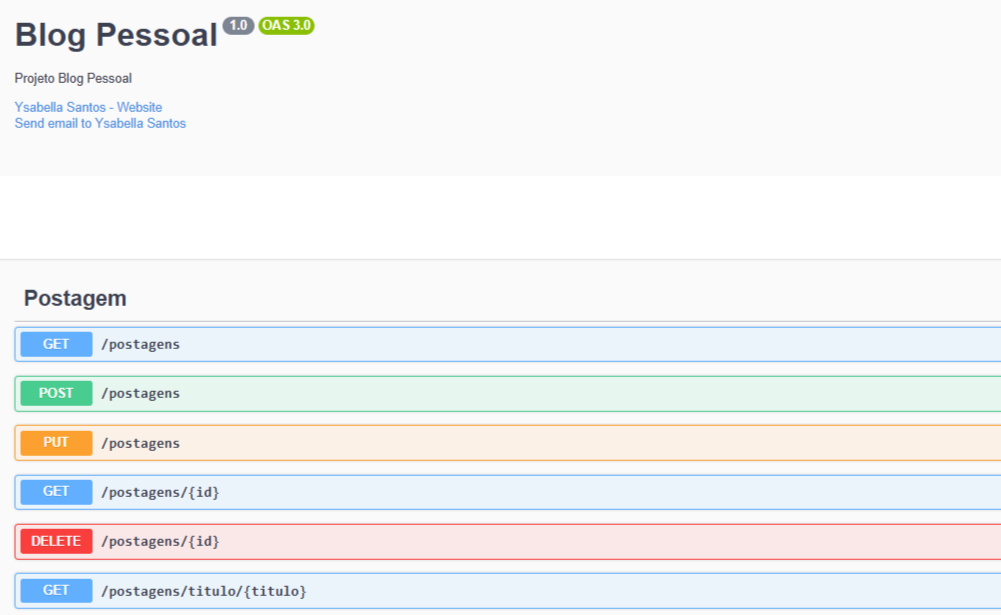 Blog Pessoal 1.0 OAS 3.0
Projeto Blog Pessoal
Ysabella Santos - Website
Send email to Ysabella Santos
Postagem
GET /postagens
POST /postagens
PUT /postagens
GET /postagens/{id}
DELETE /postagens/{id}
GET /postagens/titulo/{titulo}